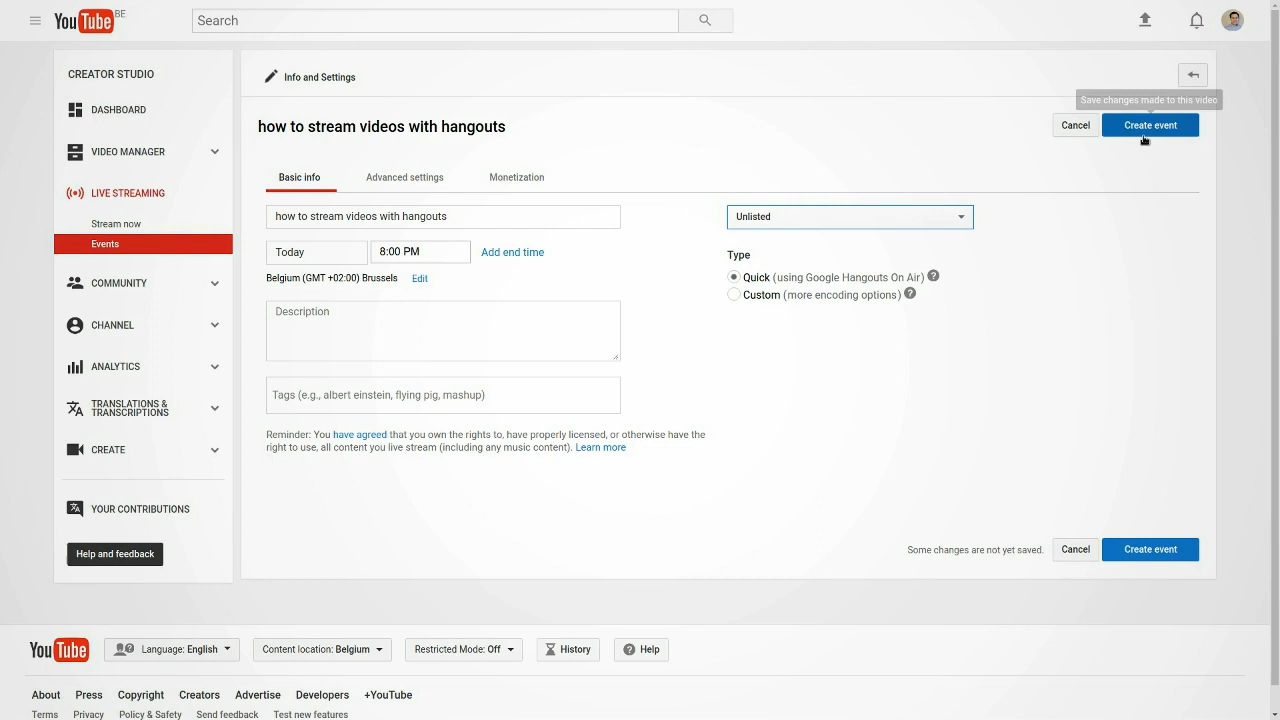 YouTube BE
Search
CREATOR STUDIO
DASHBOARD
VIDEO MANAGER
LIVE STREAMING
Stream now
Events
COMMUNITY
CHANNEL
ANALYTICS
TRANSLATIONS &
TRANSCRIPTIONS
CREATE
YOUR CONTRIBUTIONS
Help and feedback
Info and Settings
Save changes made to this video
how to stream videos with hangouts
Cancel
Create event
Basic info
Advanced settings
Monetization
how to stream videos with hangouts
Today
8:00 PM
Add end time
Belgium (GMT +02:00) Brussels
Edit
Description
Tags (e.g., albert einstein, flying pig, mashup)
Reminder: You have agreed that you own the rights to, have properly licensed, or otherwise have the
right to use, all content you live stream (including any music content). Learn more
Unlisted
Type
Quick (using Google Hangouts On Air) ?
Custom (more encoding options) ?
Some changes are not yet saved.
Cancel
Create event
YouTube
Language: English
Content location: Belgium
Restricted Mode: Off
History
Help
About Press Copyright Creators Advertise Developers +YouTube
Terms Privacy Policy & Safety Send feedback Test new features